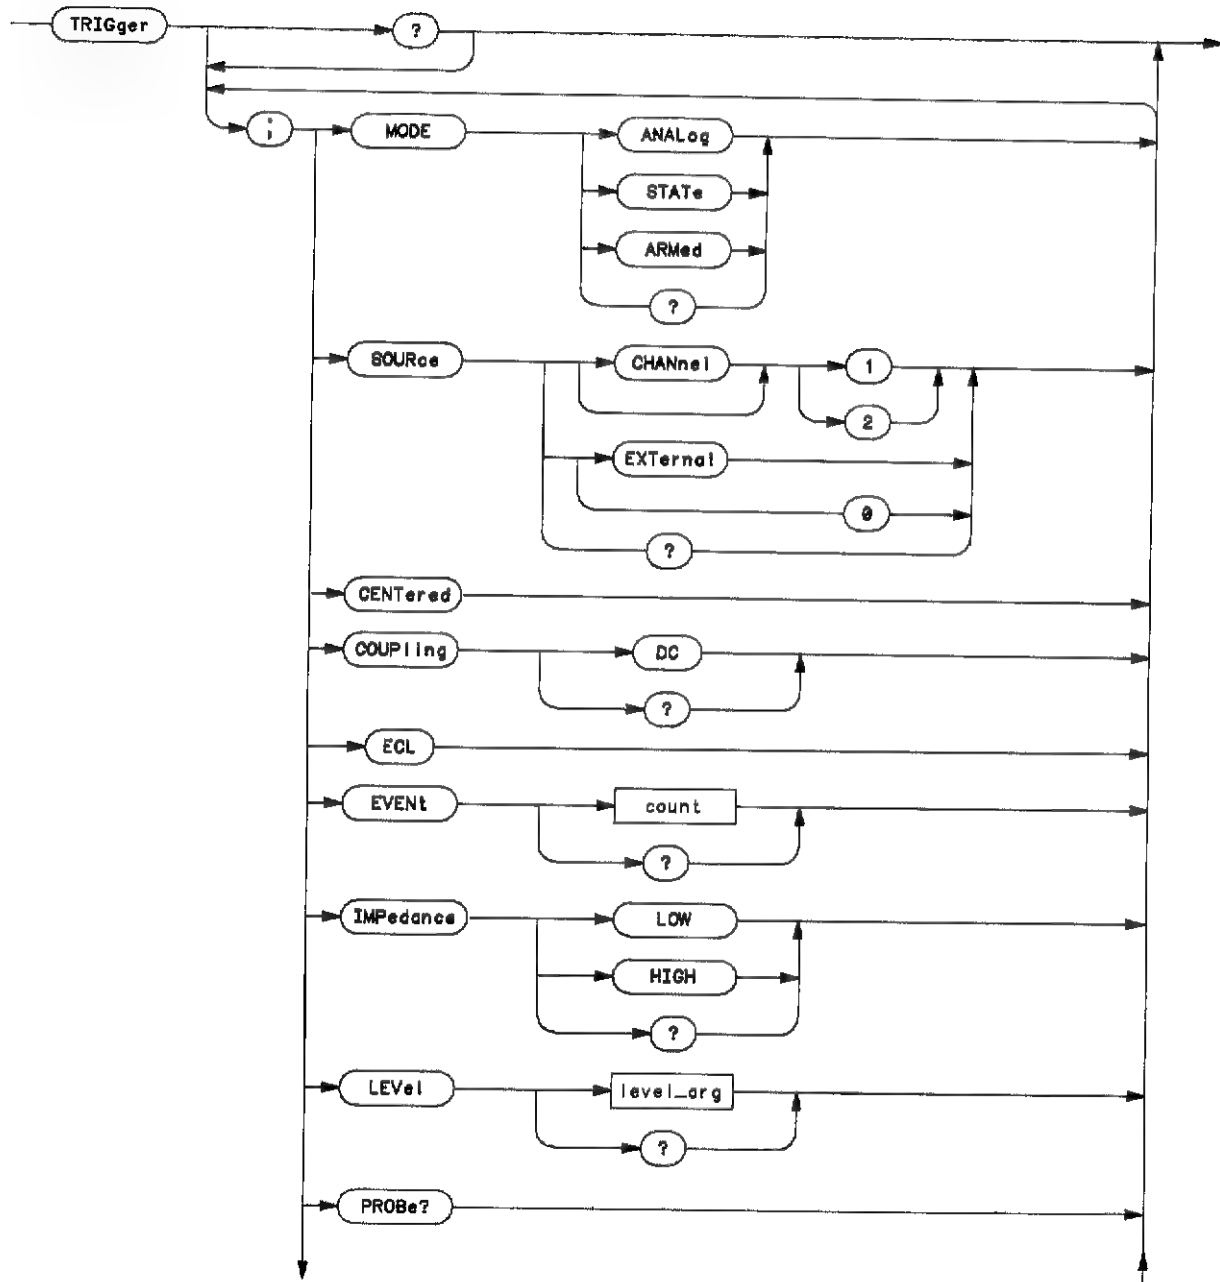 TRIGger
?
;
MODE
ANALog
STATe
ARMed
?
SOURce
CHANnel
1
2
EXTernal
0
?
CENTered
COUPling
DC
?
ECL
EVENt
count
?
IMPedance
LOW
HIGH
?
LEVel
level_arg
?
PROBe?